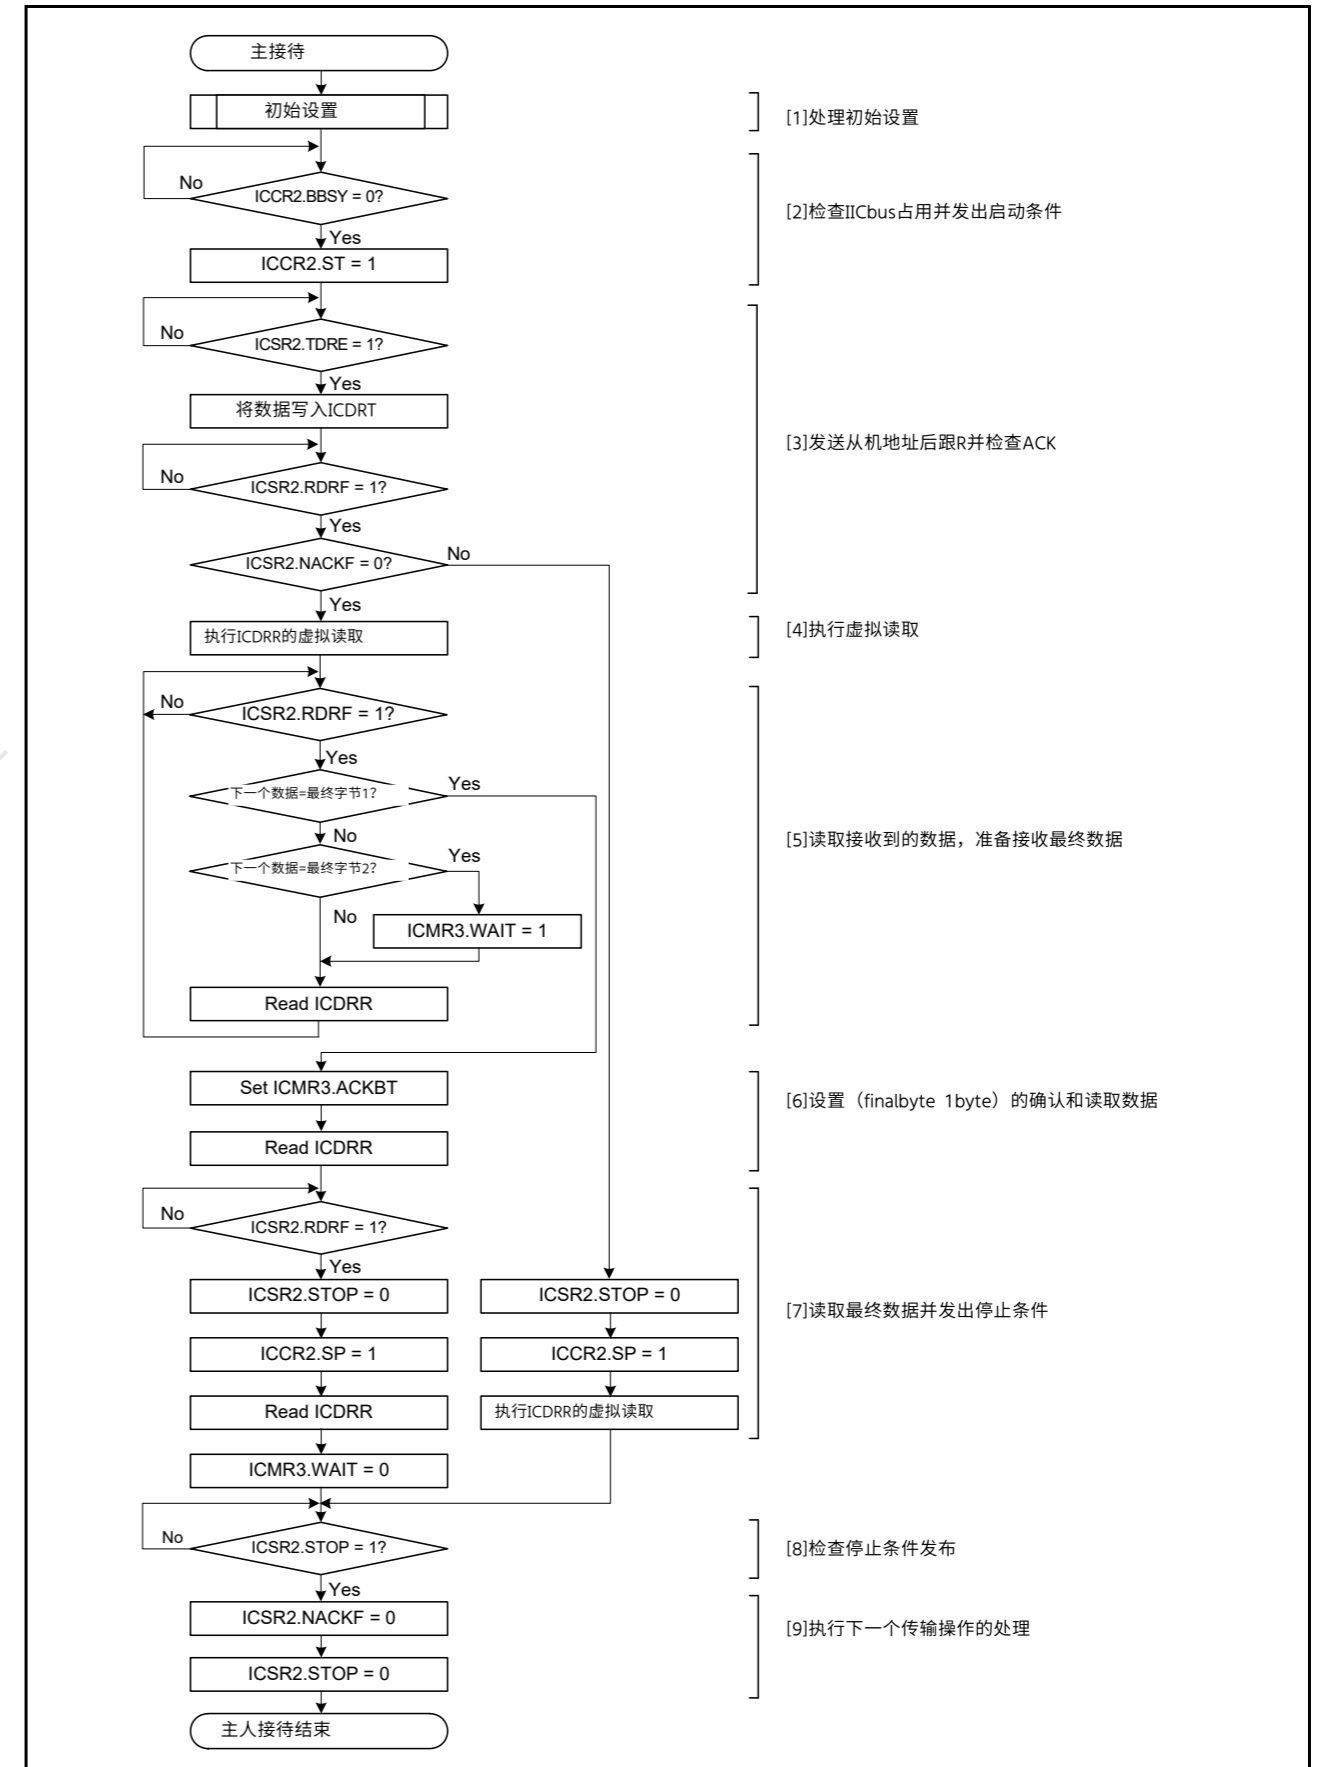 主接待
初始设置
[1]处理初始设置
No
ICCR2.BBSY = 0?
[2]检查IICbus占用并发出启动条件
Yes
ICCR2.ST = 1
No
ICSR2.TDRE = 1?
Yes
将数据写入ICDRT
[3]发送从机地址后跟R并检查ACK
No
ICSR2.RDRF = 1?
Yes
ICSR2.NACKF = 0?
No
Yes
执行ICDRR的虚拟读取
[4]执行虚拟读取
No
ICSR2.RDRF = 1?
Yes
下一个数据=最终字节1?
Yes
No
[5]读取接收到的数据，准备接收最终数据
下一个数据=最终字节2?
Yes
No
ICMR3.WAIT = 1
Read ICDRR
Set ICMR3.ACKBT
[6]设置（finalbyte 1byte）的确认和读取数据
Read ICDRR
No
ICSR2.RDRF = 1?
Yes
ICSR2.STOP = 0
ICSR2.STOP = 0
[7]读取最终数据并发出停止条件
ICCR2.SP = 1
ICCR2.SP = 1
Read ICDRR
执行ICDRR的虚拟读取
ICMR3.WAIT = 0
No
ICSR2.STOP = 1?
[8]检查停止条件发布
Yes
ICSR2.NACKF = 0
[9]执行下一个传输操作的处理
ICSR2.STOP = 0
主人接待结束